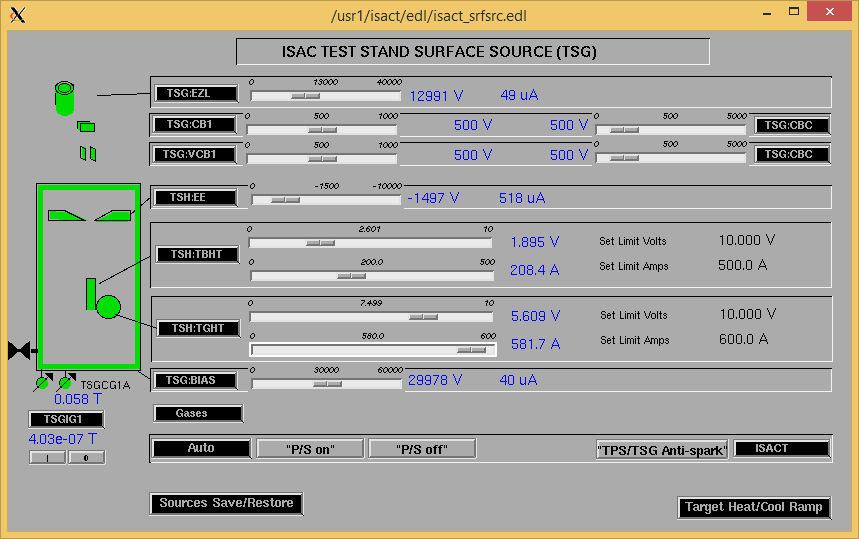 /usr1/isact/edl/isact_srfsrc.edl
ISAC TEST STAND SURFACE SOURCE (TSG)
0 13000 40000
TSG:EZL 12991 V 49 uA
0 500 1000 0 500 5000
TSG:CB1 500 V 500 V TSG:CBC
0 500 1000 0 500 5000
TSG:VCB1 500 V 500 V TSG:CBC
0 -1500 -10000
TSH:EE -1497 V 518 uA
0 2.601 10
1.895 V Set Limit Volts 10.000 V
TSH:TBHT
0 200.0 500
208.4 A Set Limit Amps 500.0 A
0 7.499 10
5.609 V Set Limit Volts 10.000 V
TSH:TGHT
0 580.0 600
581.7 A Set Limit Amps 600.0 A
0 30000 60000
TSG:BIAS 29978 V 40 uA
TSGCG1A
0.058 T
Gases
TSGIG1
4.03e-07 T
I 0
Auto "P/S on" "P/S off" "TPS/TSG Anti-spark" ISACT
Sources Save/Restore
Target Heat/Cool Ramp